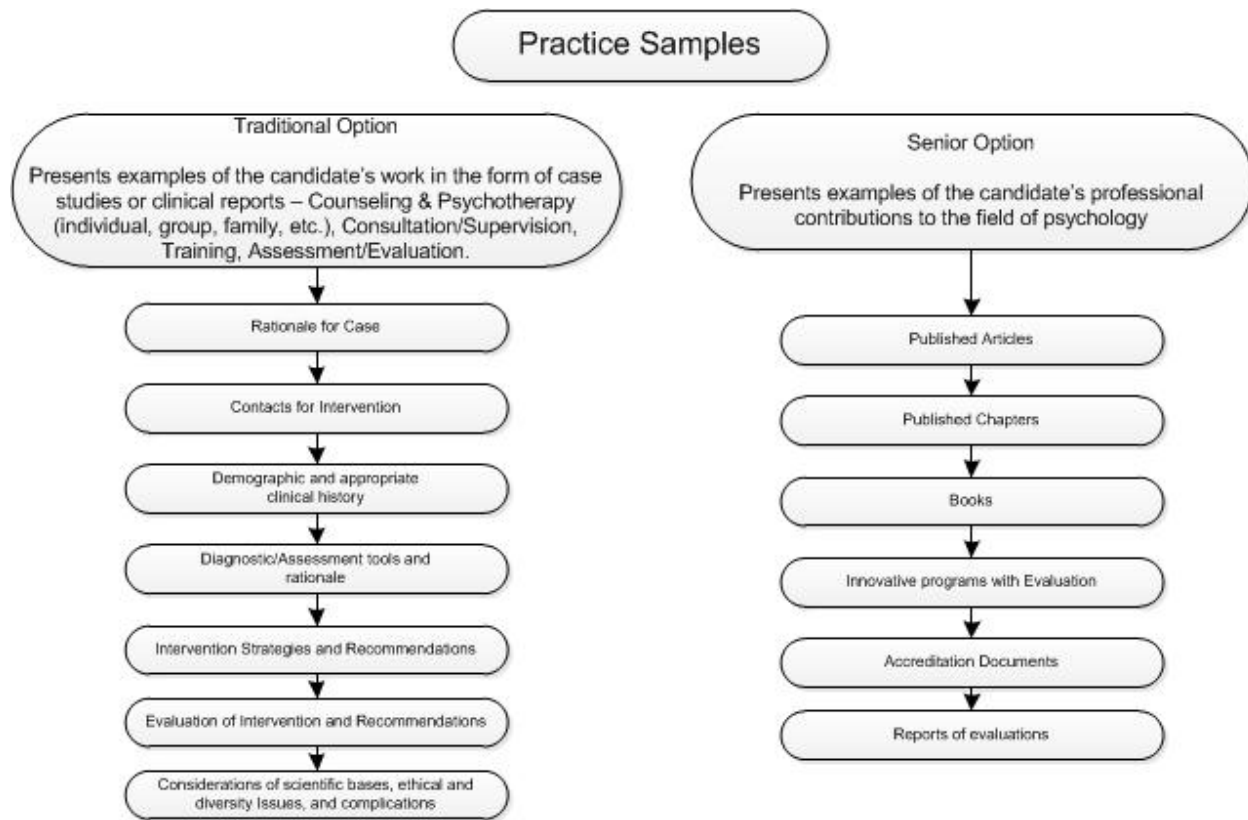 Practice Samples
Traditional Option
Presents examples of the candidate's work in the form of case
studies or clinical reports – Counseling & Psychotherapy
(individual, group, family, etc.), Consultation/Supervision,
Training, Assessment/Evaluation.
Rationale for Case
Contacts for Intervention
Demographic and appropriate
clinical history
Diagnostic/Assessment tools and
rationale
Intervention Strategies and Recommendations
Evaluation of Intervention and Recommendations
Considerations of scientific bases, ethical and
diversity Issues, and complications
Senior Option
Presents examples of the candidate's professional
contributions to the field of psychology
Published Articles
Published Chapters
Books
Innovative programs with Evaluation
Accreditation Documents
Reports of evaluations